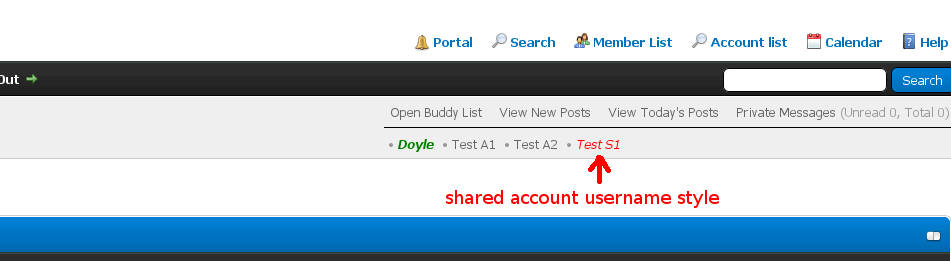 Portal Search Member List Account list Calendar Help
Out Search
Open Buddy List View New Posts View Today's Posts Private Messages (Unread 0, Total 0)
• Doyle • Test A1 • Test A2 • Test S1
shared account username style